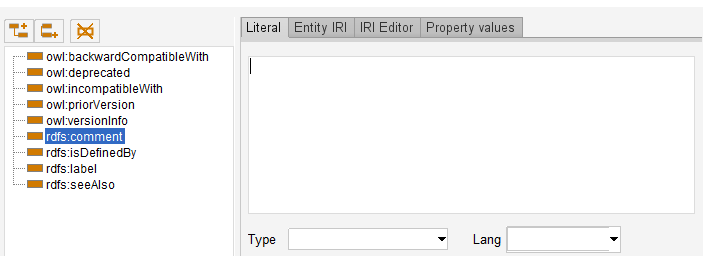 Literal Entity IRI IRI Editor Property values
owl:backwardCompatibleWith
owl:deprecated
owl:incompatibleWith
owl:priorVersion
owl:versionInfo
rdfs:comment
rdfs:isDefinedBy
rdfs:label
rdfs:seeAlso
Type Lang